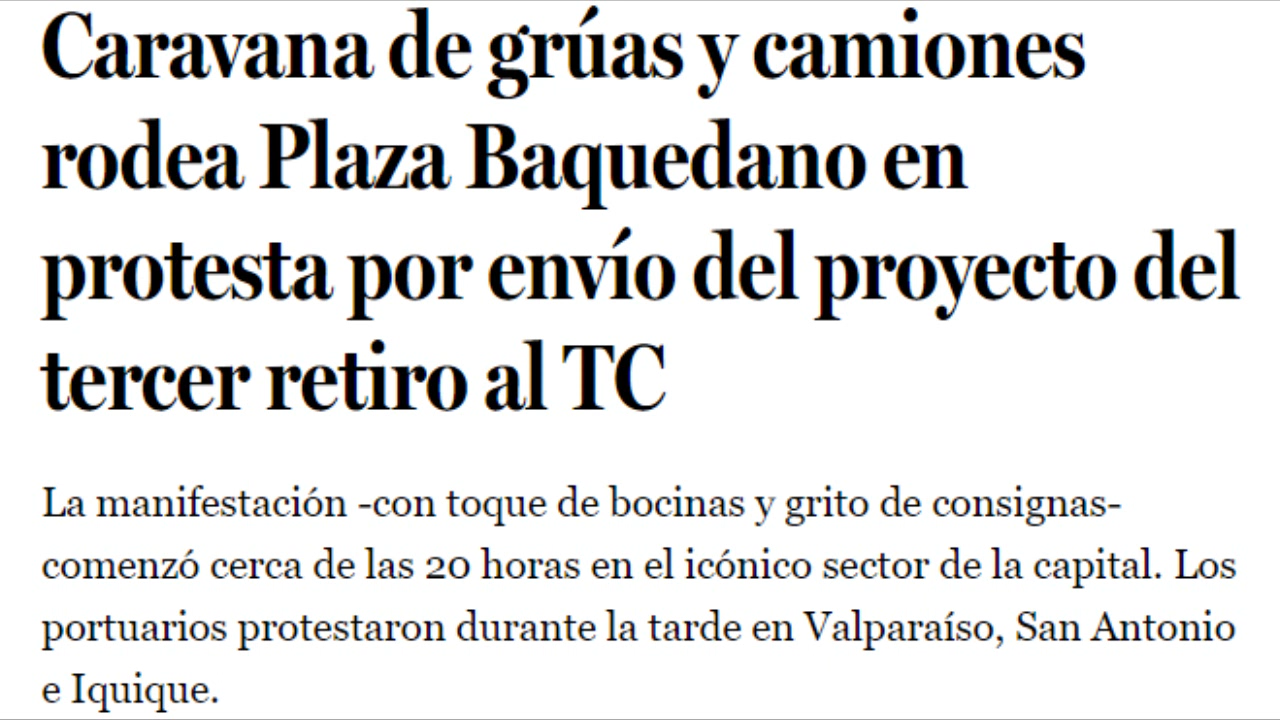 Caravana de grúas y camiones
rodea Plaza Baquedano en
protesta por envío del proyecto del
tercer retiro al TC
La manifestación -con toque de bocinas y grito de consignas-
comenzó cerca de las 20 horas en el icónico sector de la capital. Los
portuarios protestaron durante la tarde en Valparaíso, San Antonio
e Iquique.